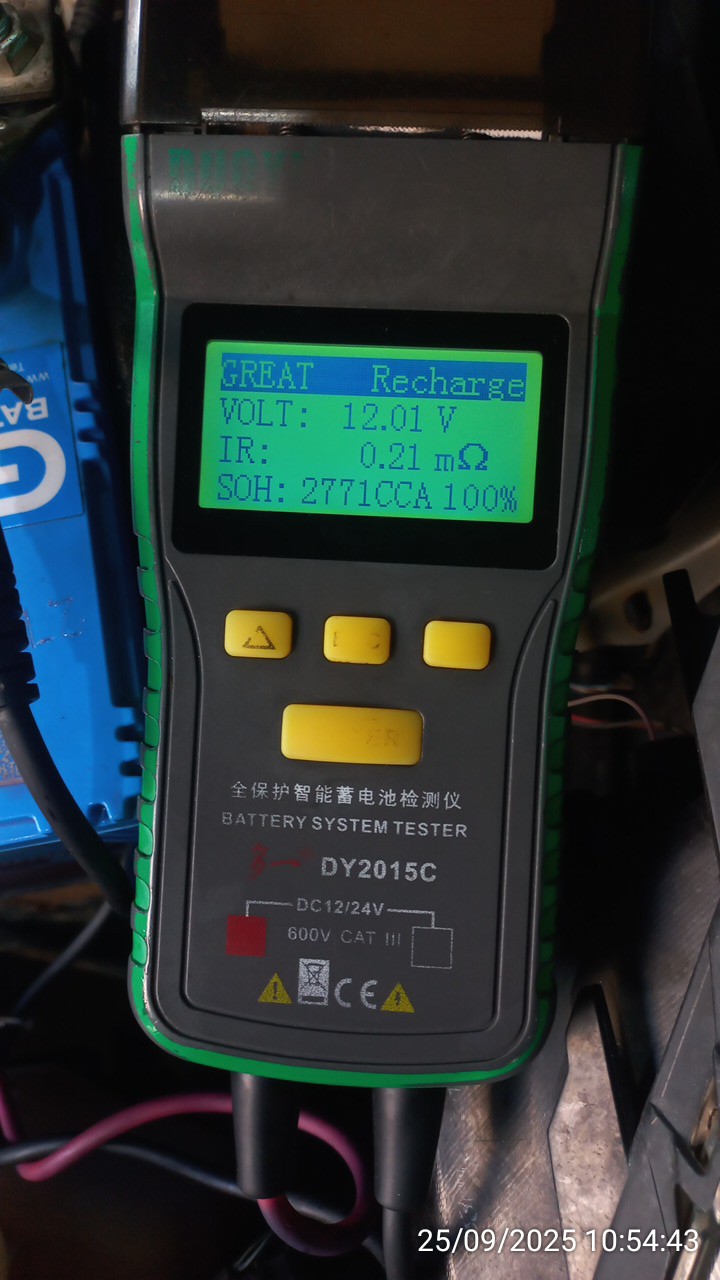 GREAT Recharge
VOLT: 12.01 V
IR: 0.21 mΩ
SOH: 2771CCA 100%
全保护智能蓄电池检测仪
BATTERY SYSTEM TESTER
DY2015C
DC12/24V
600V CAT III
CE
25/09/2025 10:54:43